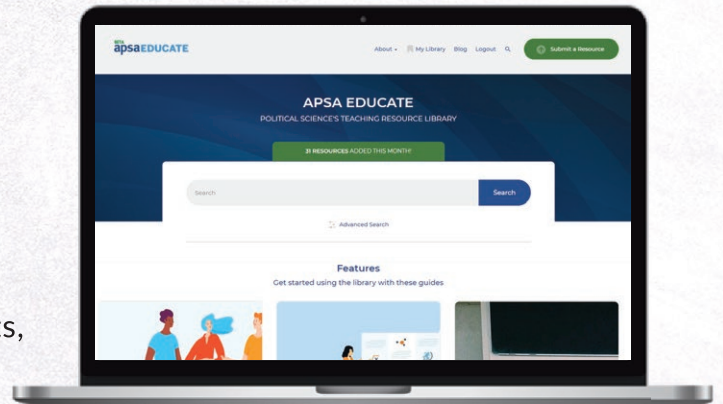 BETA
apsaEDUCATE
About
My Library
Blog
Logout
Submit a Resource
APSA EDUCATE
POLITICAL SCIENCE'S TEACHING RESOURCE LIBRARY
31 RESOURCES ADDED THIS MONTH!
Search
Search
Advanced Search
Features
Get started using the library with these guides